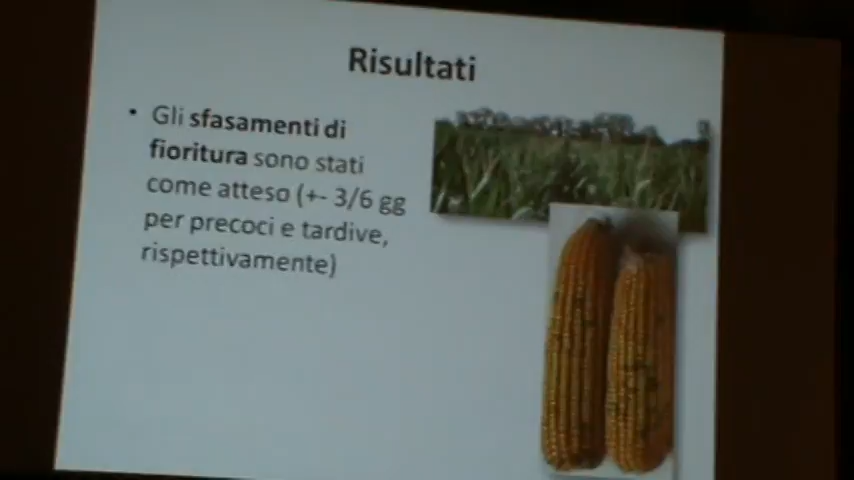 Risultati
• Gli sfasamenti di
fioritura sono stati
come atteso (+- 3/6 gg
per precoci e tardive,
rispettivamente)